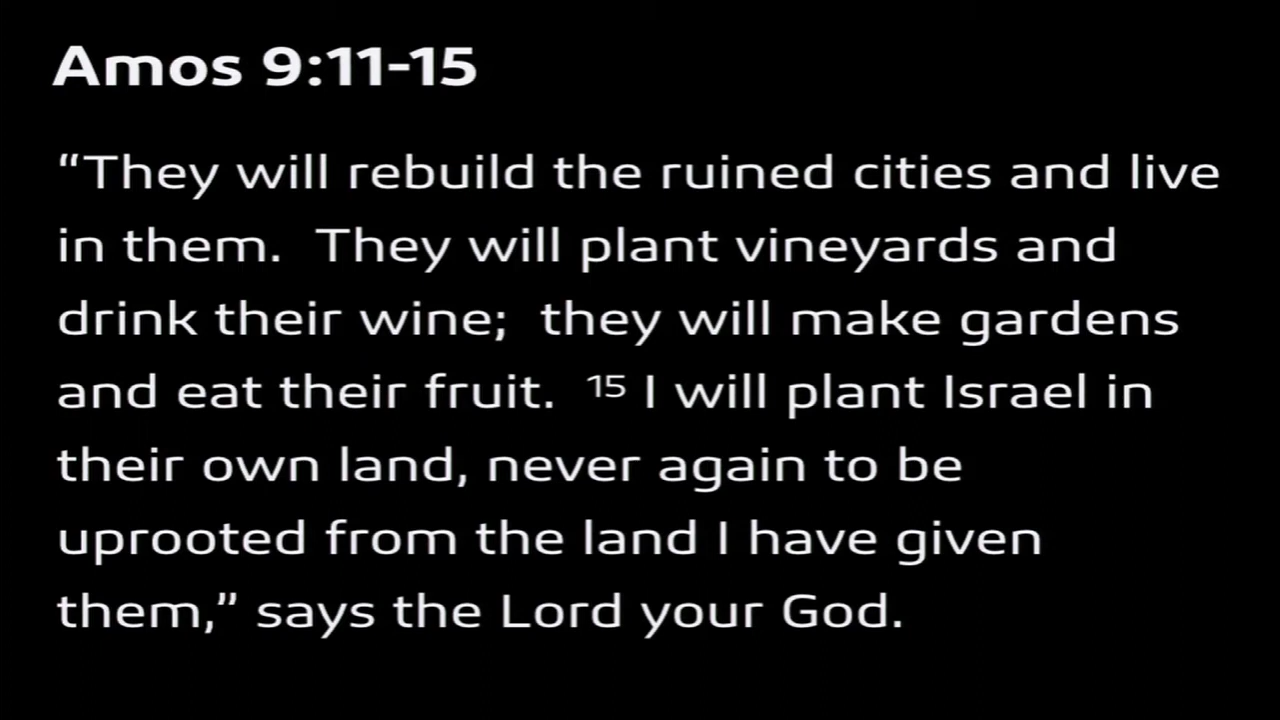 Amos 9:11-15
“They will rebuild the ruined cities and live
in them.  They will plant vineyards and
drink their wine;  they will make gardens
and eat their fruit.  ¹⁵ I will plant Israel in
their own land, never again to be
uprooted from the land I have given
them,” says the Lord your God.